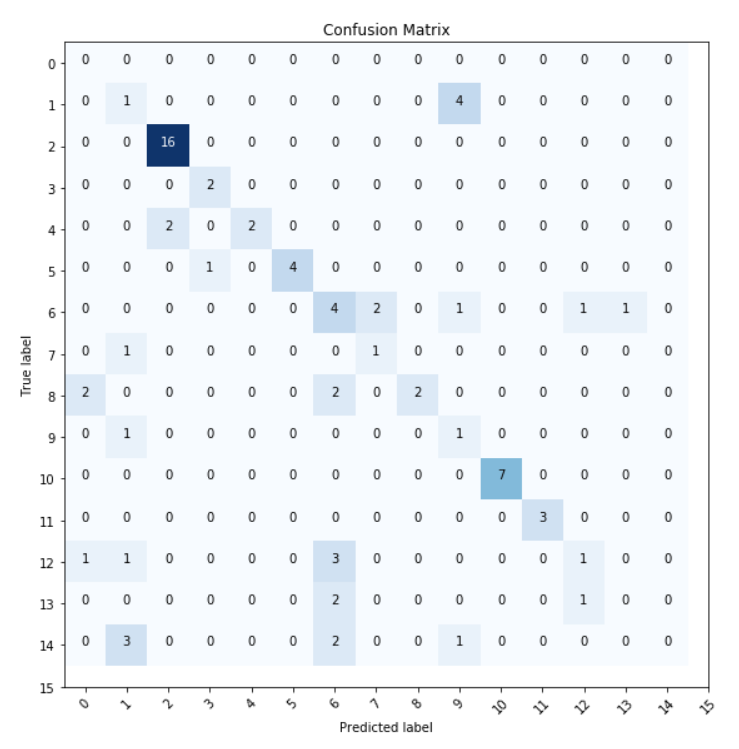 Confusion Matrix
True label
0 0 0 0 0 0 0 0 0 0 0 0 0 0 0 0
1 0 1 0 0 0 0 0 0 0 4 0 0 0 0 0
2 0 0 16 0 0 0 0 0 0 0 0 0 0 0 0
3 0 0 0 2 0 0 0 0 0 0 0 0 0 0 0
4 0 0 2 0 2 0 0 0 0 0 0 0 0 0 0
5 0 0 0 1 0 4 0 0 0 0 0 0 0 0 0
6 0 0 0 0 0 0 4 2 0 1 0 0 1 1 0
7 0 1 0 0 0 0 0 1 0 0 0 0 0 0 0
8 2 0 0 0 0 0 2 0 2 0 0 0 0 0 0
9 0 1 0 0 0 0 0 0 0 1 0 0 0 0 0
10 0 0 0 0 0 0 0 0 0 0 7 0 0 0 0
11 0 0 0 0 0 0 0 0 0 0 0 3 0 0 0
12 1 1 0 0 0 0 3 0 0 0 0 0 1 0 0
13 0 0 0 0 0 0 2 0 0 0 0 0 1 0 0
14 0 3 0 0 0 0 2 0 0 1 0 0 0 0 0
15
0 1 2 3 4 5 6 7 8 9 10 11 12 13 14 15
Predicted label